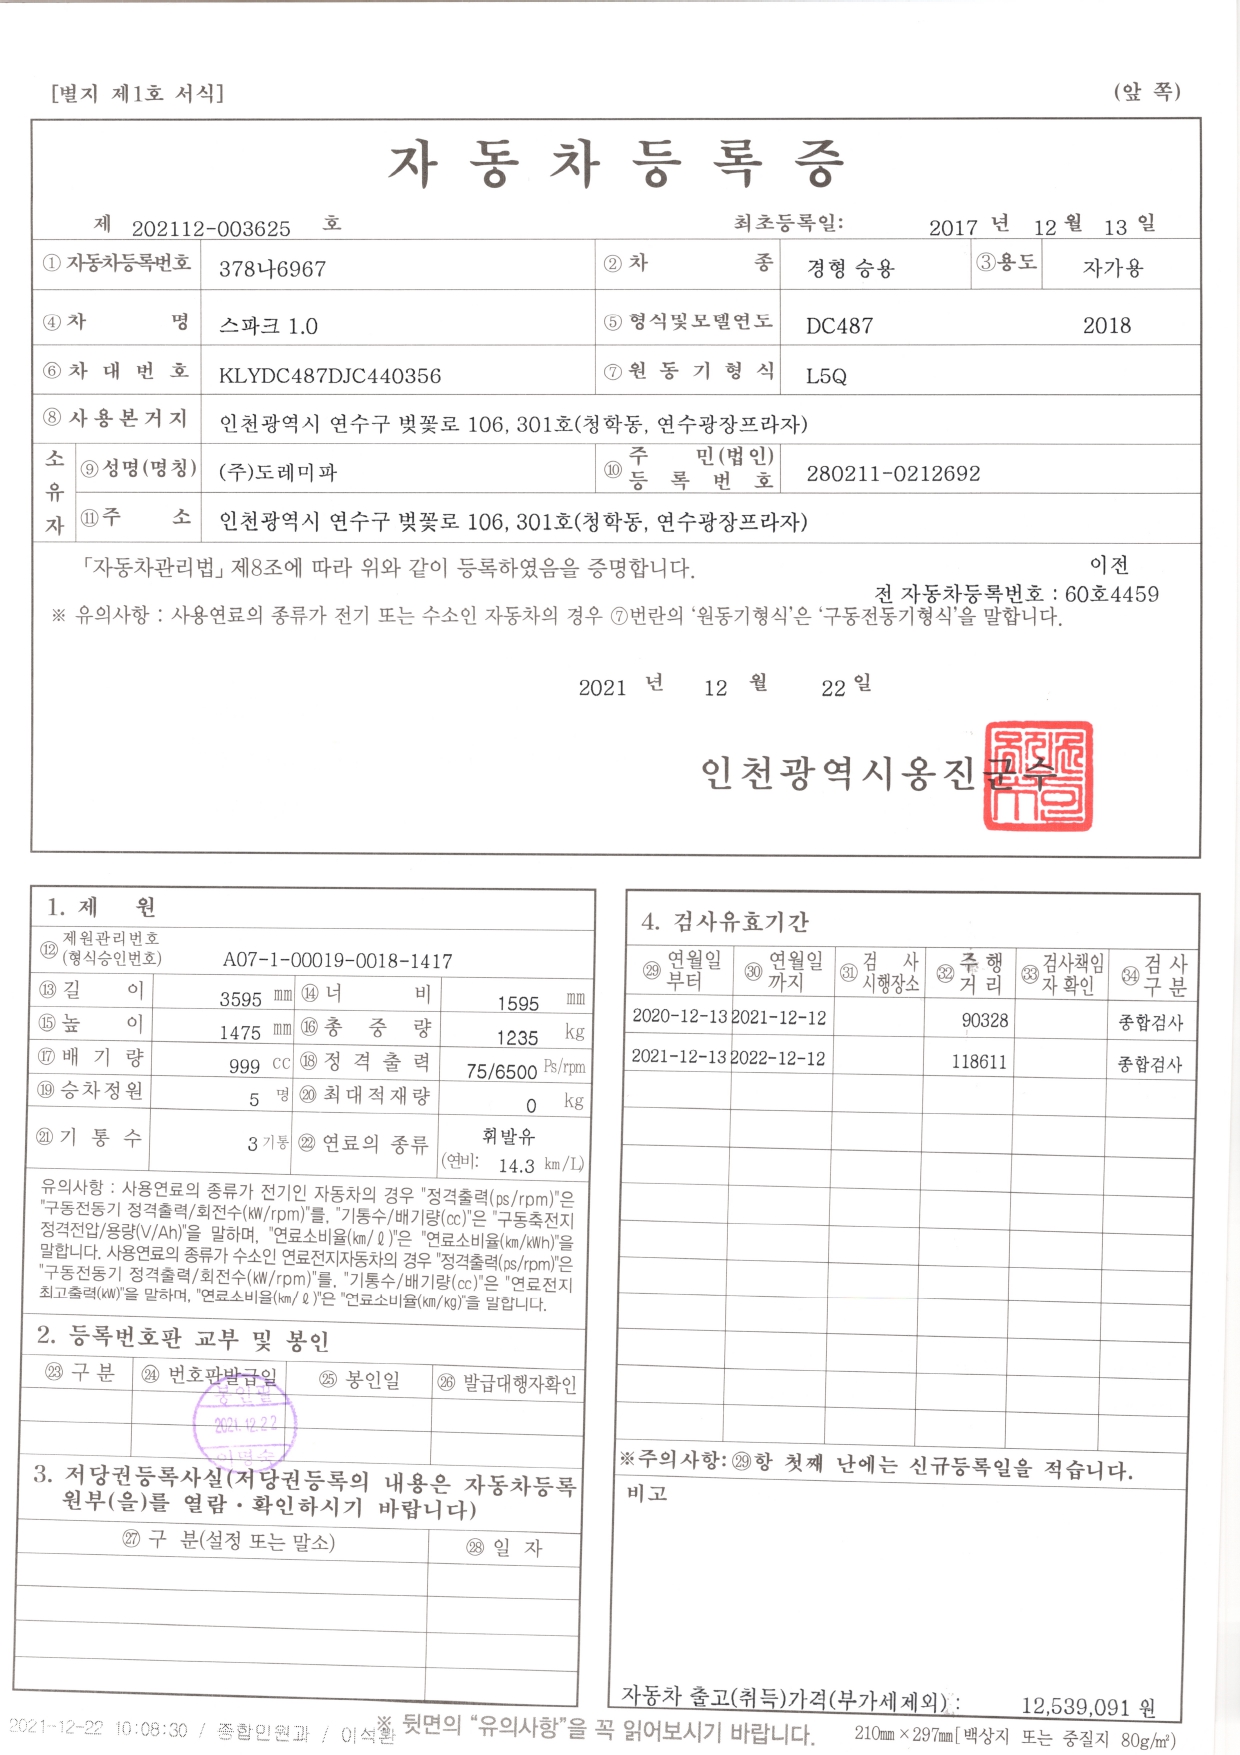 [별지 제1호 서식]
(앞 쪽)
자동차등록증
제 202112-003625 호
최초등록일: 2017 년 12 월 13 일
① 자동차등록번호 378나6967 ② 차 종 경형 승용 ③용도 자가용
④ 차 명 스파크 1.0 ⑤ 형식및모델연도 DC487 2018
⑥ 차 대 번 호 KLYDC487DJC440356 ⑦ 원 동 기 형 식 L5Q
⑧ 사 용 본 거 지 인천광역시 연수구 벚꽃로 106, 301호(청학동, 연수광장프라자)
소유자 ⑨성명(명칭) (주)도레미파 ⑩ 주 민(법인) 등 록 번 호 280211-0212692
⑪주 소 인천광역시 연수구 벚꽃로 106, 301호(청학동, 연수광장프라자)
「자동차관리법」 제8조에 따라 위와 같이 등록하였음을 증명합니다. 이전
전 자동차등록번호 : 60호4459
※ 유의사항 : 사용연료의 종류가 전기 또는 수소인 자동차의 경우 ⑦번란의 ‘원동기형식’은 ‘구동전동기형식’을 말합니다.
2021 년 12 월 22 일
인천광역시옹진군수
1. 제 원
⑫ 제원관리번호 (형식승인번호) A07-1-00019-0018-1417
⑬ 길 이 3595 ㎜ ⑭ 너 비 1595 ㎜
⑮ 높 이 1475 ㎜ ⑯ 총 중 량 1235 kg
⑰ 배 기 량 999 cc ⑱ 정 격 출 력 75/6500 Ps/rpm
⑲ 승차정원 5 명 ⑳ 최대적재량 0 kg
㉑ 기 통 수 3 기통 ㉒ 연료의 종류 휘발유
(연비: 14.3 km/L)
유의사항 : 사용연료의 종류가 전기인 자동차의 경우 "정격출력(ps/rpm)"은
"구동전동기 정격출력/회전수(kW/rpm)"를, "기통수/배기량(cc)"은 "구동축전지
정격전압/용량(V/Ah)"을 말하며, "연료소비율(㎞/ℓ)"은 "연료소비율(km/kWh)"을
말합니다. 사용연료의 종류가 수소인 연료전지자동차의 경우 "정격출력(ps/rpm)"은
"구동전동기 정격출력/회전수(kW/rpm)"를, "기통수/배기량(cc)"은 "연료전지
최고출력(kW)"을 말하며, "연료소비율(㎞/ℓ)"은 "연료소비율(km/kg)"을 말합니다.
2. 등록번호판 교부 및 봉인
㉓ 구 분 ㉔ 번호판발급일 ㉕ 봉인일 ㉖ 발급대행자확인
봉인필
2021.12.22
3. 저당권등록사실(저당권등록의 내용은 자동차등록
원부(을)를 열람・확인하시기 바랍니다)
㉗ 구 분(설정 또는 말소) ㉘ 일 자
4. 검사유효기간
㉙ 연월일부터 ㉚ 연월일까지 ㉛ 검 사 시행장소 ㉜ 주 행 거 리 ㉝ 검사책임자 확인 ㉞ 검 사 구 분
2020-12-13 2021-12-12 90328 종합검사
2021-12-13 2022-12-12 118611 종합검사
※주의사항: ㉙항 첫째 난에는 신규등록일을 적습니다.
비고
자동차 출고(취득)가격(부가세제외) : 12,539,091 원
2021-12-22 10:08:30 / 종합민원과 / 이석환
※ 뒷면의 “유의사항”을 꼭 읽어보시기 바랍니다.
210㎜×297㎜[백상지 또는 중질지 80g/㎡)